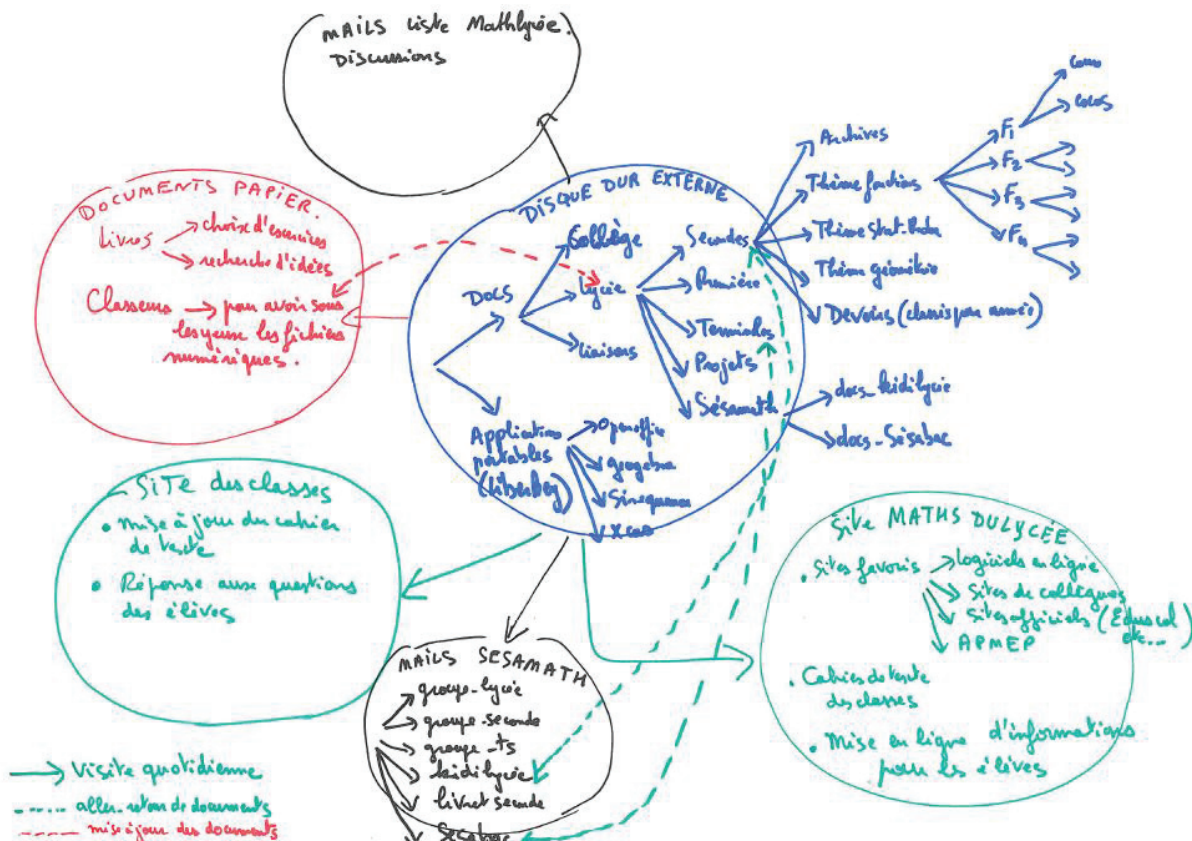 MAILS liste Mathlycée.
Discussions
DOCUMENTS PAPIER.
Livres
choix d'exercices
recherche d'idées
Classeurs
pour avoir sous
les yeux les fichiers
numériques.
DISQUE DUR EXTERNE
DOCS
Collège
Lycée
liaisons
Secondes
Première
Terminales
Projets
Sésamath
Applications
portables
(liberkey)
Openoffice
geogebra
Sinequanon
Xcas
Archives
Thème fonctions
Thème Stat. Proba
Thème géométrie
Devoirs (classés par année)
F1
F2
F3
F4
cours
docs_kidilycée
docs_Sésabac
SITE des classes
• Mise à jour du cahier
de texte
• Réponse aux questions
des élèves
MAILS SESAMATH
groupe_lycée
groupe_seconde
groupe_ts
kidilycée
livret seconde
Sesabac
Site MATHS DU LYCÉE
• Sites favoris
logiciels en ligne
Sites de collègues
Sites officiels (Eduscol
etc...
APMEP
• Cahiers de texte
des classes
• Mise en ligne d'informations
pour les élèves
Visite quotidienne
aller_retour de documents
mise à jour des documents